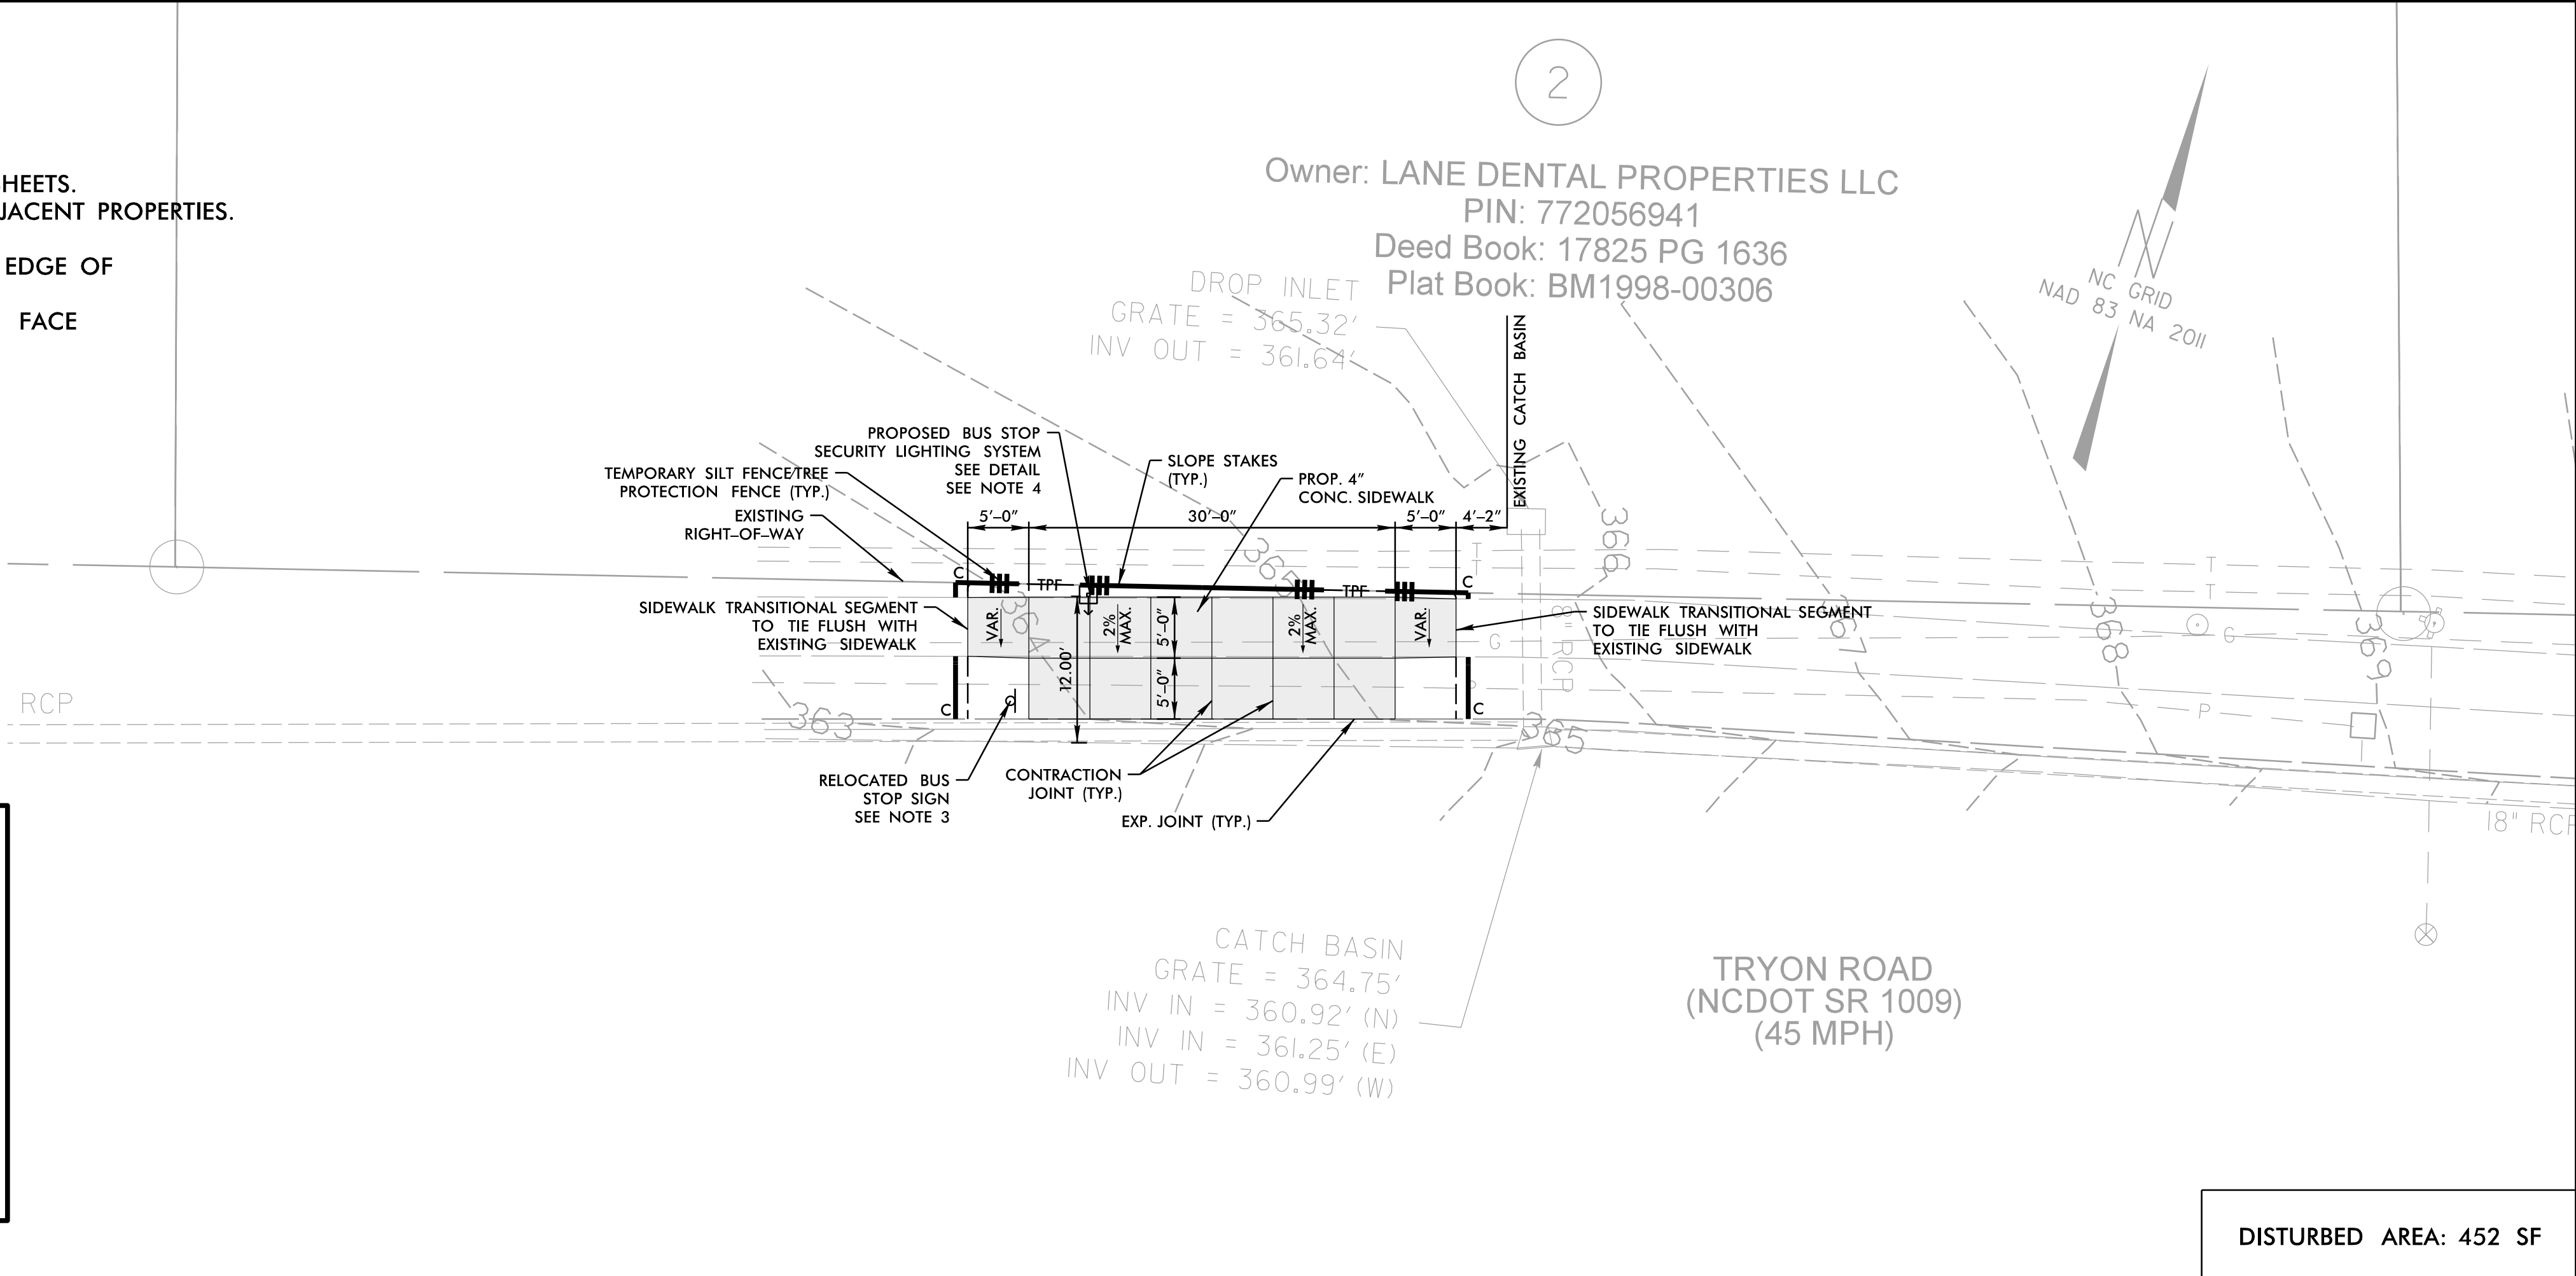 2
HEETS.
JACENT PROPERTIES.
EDGE OF
FACE
Owner: LANE DENTAL PROPERTIES LLC
PIN: 772056941
Deed Book: 17825 PG 1636
Plat Book: BM1998-00306
NC GRID
NAD 83 NA 2011
DROP INLET
GRATE = 365.32'
INV OUT = 361.64'
EXISTING CATCH BASIN
PROPOSED BUS STOP
SECURITY LIGHTING SYSTEM
SEE DETAIL
SEE NOTE 4
TEMPORARY SILT FENCE/TREE
PROTECTION FENCE (TYP.)
EXISTING
RIGHT-OF-WAY
SLOPE STAKES
(TYP.)
PROP. 4"
CONC. SIDEWALK
5'-0"
30'-0"
5'-0"
4'-2"
366
365
364
C
TPF
TPF
C
T
T
T
T
SIDEWALK TRANSITIONAL SEGMENT
TO TIE FLUSH WITH
EXISTING SIDEWALK
VAR.
2%
MAX.
5'-0"
2%
MAX.
VAR.
SIDEWALK TRANSITIONAL SEGMENT
TO TIE FLUSH WITH
EXISTING SIDEWALK
G
G
367
368
369
12.00'
5'-0"
RCP
RCP
C
C
P
363
365
RELOCATED BUS
STOP SIGN
SEE NOTE 3
CONTRACTION
JOINT (TYP.)
EXP. JOINT (TYP.)
18" RCP
CATCH BASIN
GRATE = 364.75'
INV IN = 360.92' (N)
INV IN = 361.25' (E)
INV OUT = 360.99' (W)
TRYON ROAD
(NCDOT SR 1009)
(45 MPH)
DISTURBED AREA: 452 SF